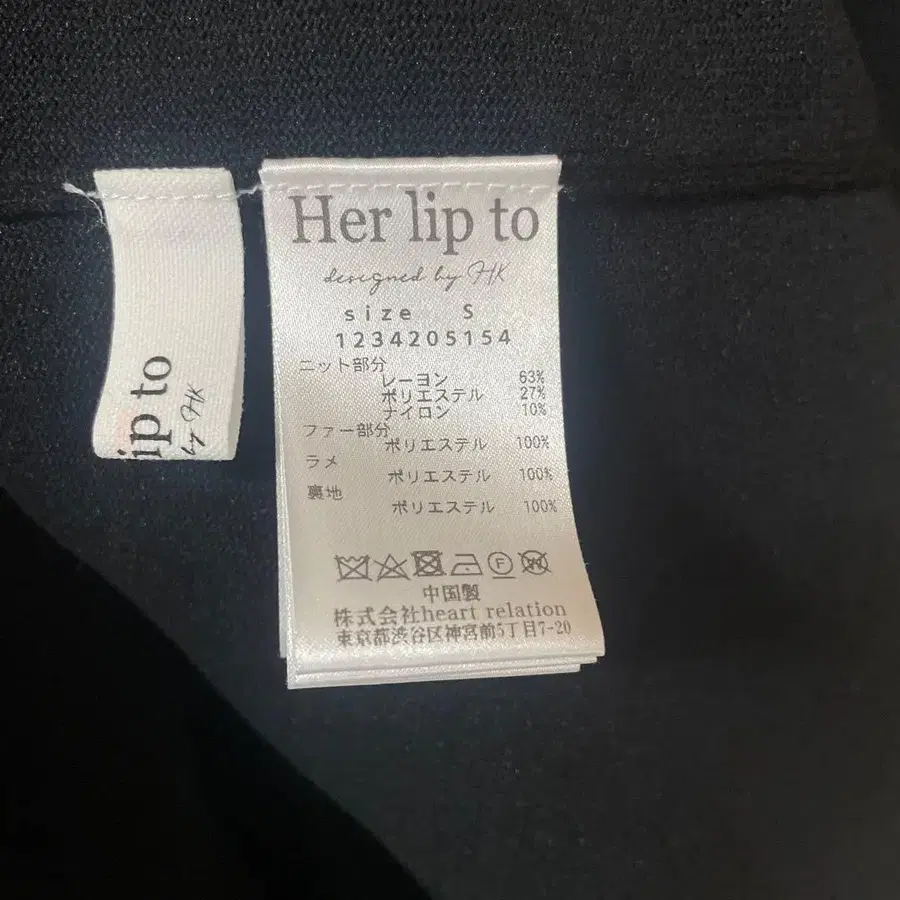 Her lip to
designed by HK
size S
1234205154
ニット部分
レーヨン 63%
ポリエステル 27%
ナイロン 10%
ファー部分
ポリエステル 100%
ラメ
ポリエステル 100%
裏地
ポリエステル 100%
F W
中国製
株式会社heart relation
東京都渋谷区神宮前5丁目7-20
lip to
by HK